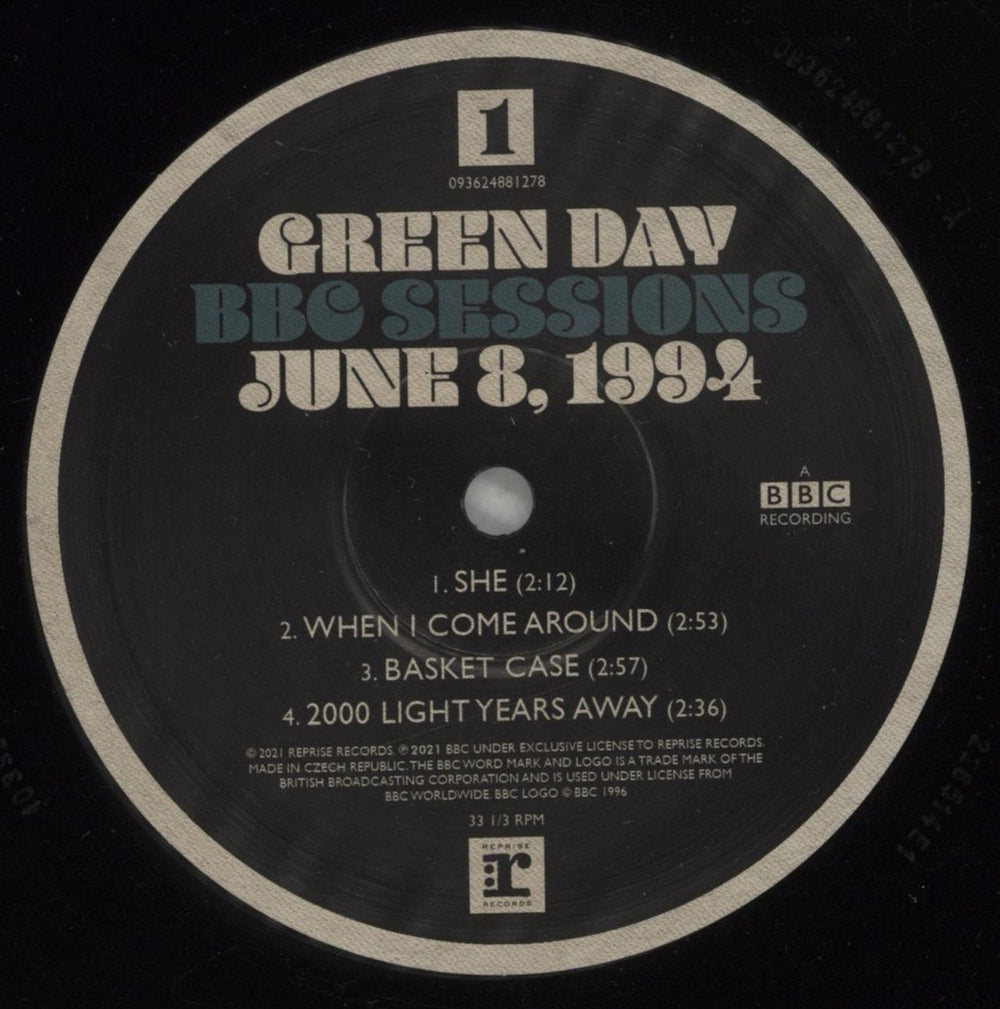 1
093624881278
GREEN DAY
BBC SESSIONS
JUNE 8, 1994
A
BBC
RECORDING
1. SHE (2:12)
2. WHEN I COME AROUND (2:53)
3. BASKET CASE (2:57)
4. 2000 LIGHT YEARS AWAY (2:36)
© 2021 REPRISE RECORDS. ℗ 2021 BBC UNDER EXCLUSIVE LICENSE TO REPRISE RECORDS.
MADE IN CZECH REPUBLIC. THE BBC WORD MARK AND LOGO IS A TRADE MARK OF THE
BRITISH BROADCASTING CORPORATION AND IS USED UNDER LICENSE FROM
BBC WORLDWIDE. BBC LOGO © BBC 1996
33 1/3 RPM
REPRISE
r
RECORDS